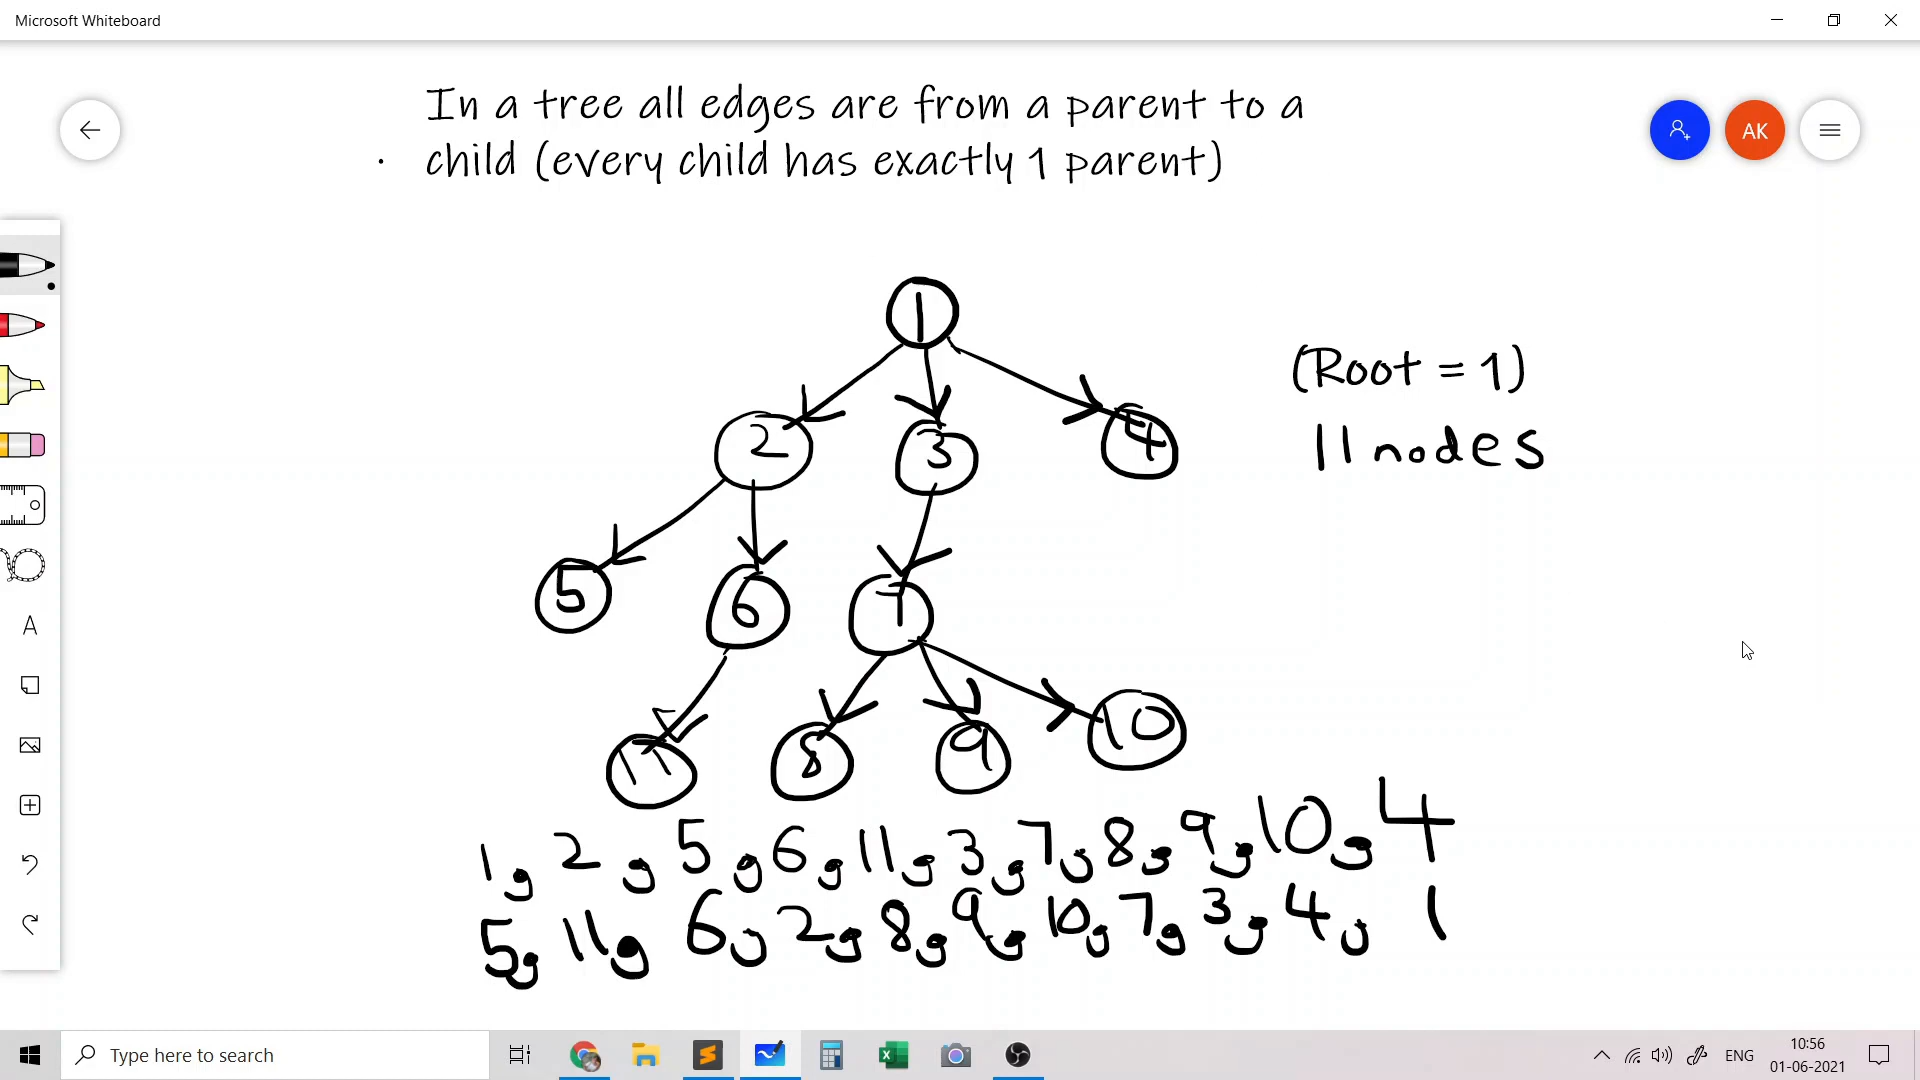 Microsoft Whiteboard
In a tree all edges are from a parent to a
child (every child has exactly 1 parent)
AK
1
(Root = 1)
2 3 4
11 nodes
5 6 7
A
11 8 9 10
1, 2, 5, 6, 11, 3, 7, 8, 9, 10, 4
5, 11, 6, 2, 8, 9, 10, 7, 3, 4, 1
Type here to search
ENG
10:56
01-06-2021